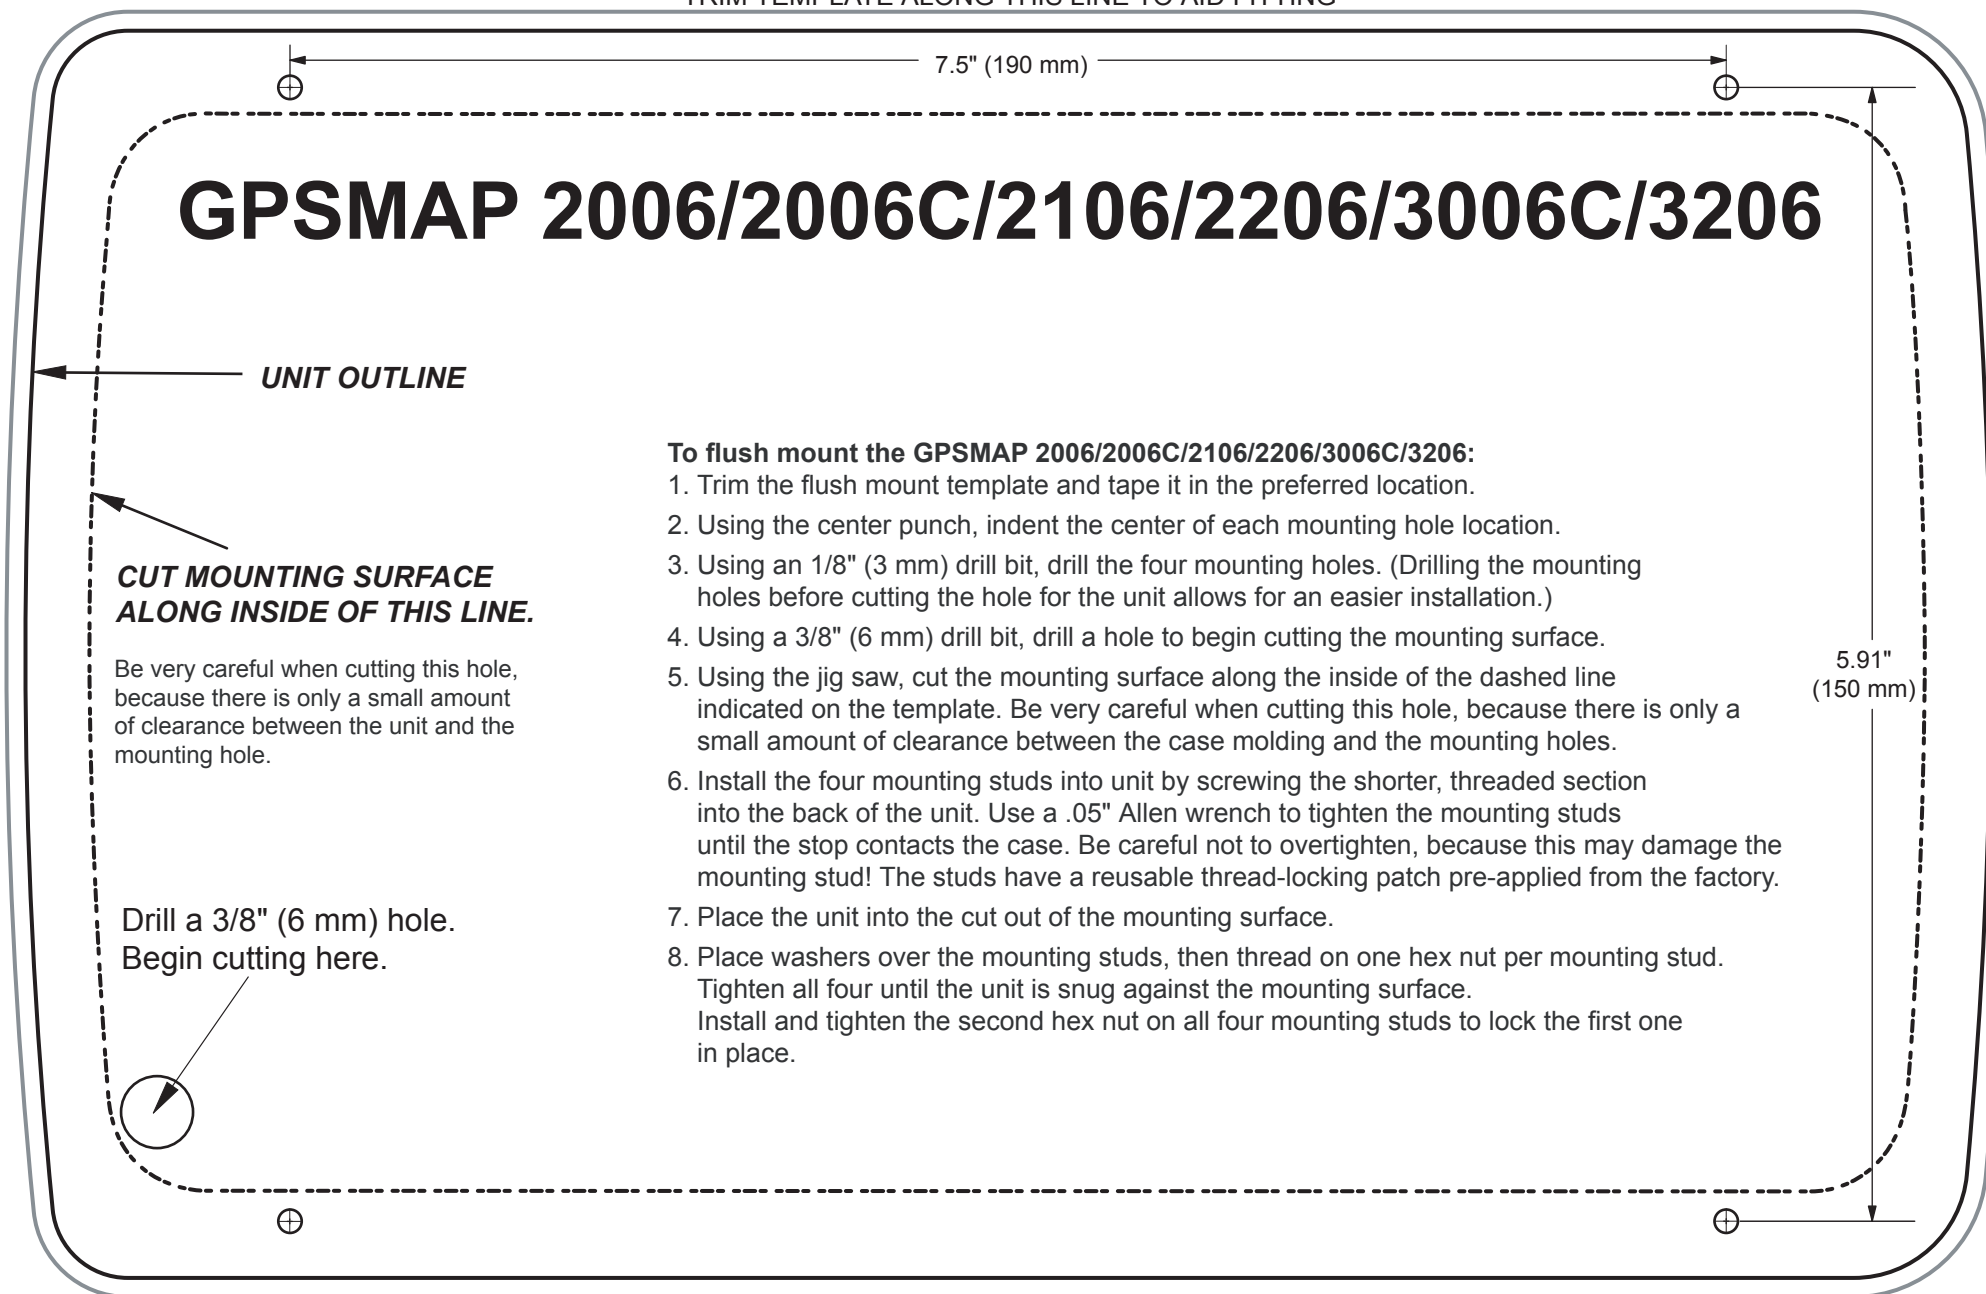 TRIM TEMPLATE ALONG THIS LINE TO AID FITTING
7.5" (190 mm)
GPSMAP 2006/2006C/2106/2206/3006C/3206
UNIT OUTLINE
CUT MOUNTING SURFACE
ALONG INSIDE OF THIS LINE.
Be very careful when cutting this hole,
because there is only a small amount
of clearance between the unit and the
mounting hole.
Drill a 3/8" (6 mm) hole.
Begin cutting here.
To flush mount the GPSMAP 2006/2006C/2106/2206/3006C/3206:
1. Trim the flush mount template and tape it in the preferred location.
2. Using the center punch, indent the center of each mounting hole location.
3. Using an 1/8" (3 mm) drill bit, drill the four mounting holes. (Drilling the mounting
holes before cutting the hole for the unit allows for an easier installation.)
4. Using a 3/8" (6 mm) drill bit, drill a hole to begin cutting the mounting surface.
5. Using the jig saw, cut the mounting surface along the inside of the dashed line
indicated on the template. Be very careful when cutting this hole, because there is only a
small amount of clearance between the case molding and the mounting holes.
6. Install the four mounting studs into unit by screwing the shorter, threaded section
into the back of the unit. Use a .05" Allen wrench to tighten the mounting studs
until the stop contacts the case. Be careful not to overtighten, because this may damage the
mounting stud! The studs have a reusable thread-locking patch pre-applied from the factory.
7. Place the unit into the cut out of the mounting surface.
8. Place washers over the mounting studs, then thread on one hex nut per mounting stud.
Tighten all four until the unit is snug against the mounting surface.
Install and tighten the second hex nut on all four mounting studs to lock the first one
in place.
5.91"
(150 mm)